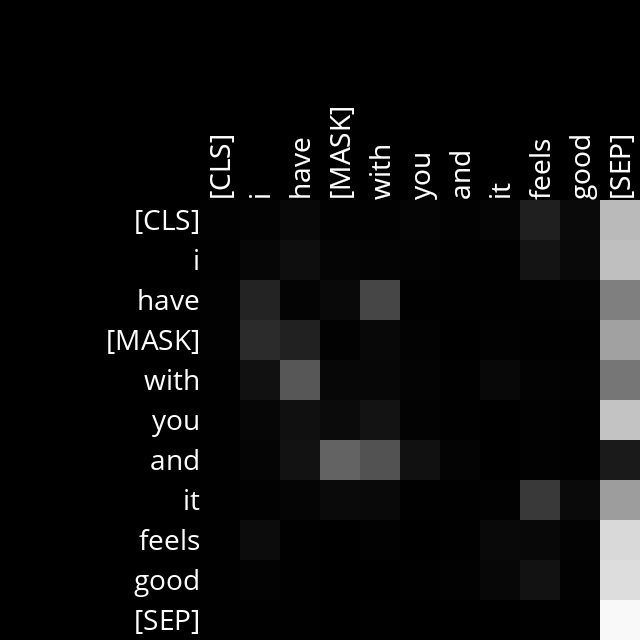 [CLS] i have [MASK] with you and it feels good [SEP]
[CLS]
i
have
[MASK]
with
you
and
it
feels
good
[SEP]